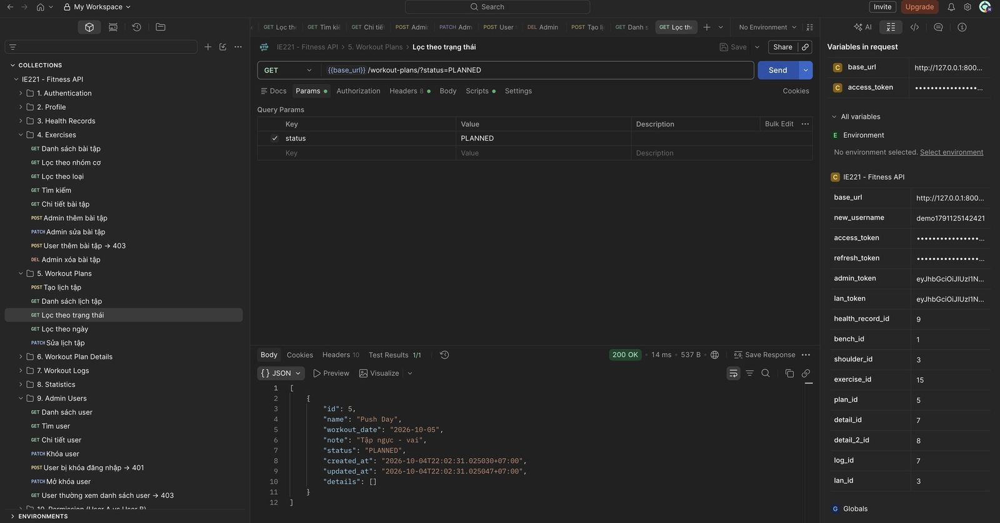 My Workspace
Search
Invite
Upgrade
GET Lọc th
GET Tìm ki
GET Chi tiế
POST Admi
PATCH Adm
POST User
DEL Admin
POST Tạo l
GET Danh s
GET Lọc th
No Environment
AI
IE221 - Fitness API > 5. Workout Plans > Lọc theo trạng thái
Save
Share
Variables in request
COLLECTIONS
IE221 - Fitness API
1. Authentication
2. Profile
3. Health Records
4. Exercises
GET Danh sách bài tập
GET Lọc theo nhóm cơ
GET Lọc theo loại
GET Tìm kiếm
GET Chi tiết bài tập
POST Admin thêm bài tập
PATCH Admin sửa bài tập
POST User thêm bài tập → 403
DEL Admin xóa bài tập
5. Workout Plans
POST Tạo lịch tập
GET Danh sách lịch tập
GET Lọc theo trạng thái
GET Lọc theo ngày
PATCH Sửa lịch tập
6. Workout Plan Details
7. Workout Logs
8. Statistics
9. Admin Users
GET Danh sách user
GET Tìm user
GET Chi tiết user
PATCH Khóa user
POST User bị khóa đăng nhập → 401
PATCH Mở khóa user
GET User thường xem danh sách user → 403
10. Permission (User A vs User B)
ENVIRONMENTS
HTTP
GET
{{base_url}} /workout-plans/?status=PLANNED
Send
Docs
Params
Authorization
Headers 8
Body
Scripts
Settings
Cookies
Query Params
Key Value Description Bulk Edit
status PLANNED
Key Value Description
Body
Cookies
Headers 10
Test Results 1/1
200 OK
14 ms
537 B
e.g. Save Response
{} JSON
Preview
Visualize
1 [
2 {
3 "id": 5,
4 "name": "Push Day",
5 "workout_date": "2026-10-05",
6 "note": "Tập ngực - vai",
7 "status": "PLANNED",
8 "created_at": "2026-10-04T22:02:31.025030+07:00",
9 "updated_at": "2026-10-04T22:02:31.025047+07:00",
10 "details": []
11 }
12 ]
C base_url http://127.0.0.1:800...
C access_token ••••••••••••••••...
All variables
E Environment
No environment selected. Select environment
C IE221 - Fitness API
base_url http://127.0.0.1:800...
new_username demo1791125142421
access_token ••••••••••••••••...
refresh_token ••••••••••••••••...
admin_token eyJhbGciOiJIUzI1N...
lan_token eyJhbGciOiJIUzI1N...
health_record_id 9
bench_id 1
shoulder_id 3
exercise_id 15
plan_id 5
detail_id 7
detail_2_id 8
log_id 7
lan_id 3
G Globals